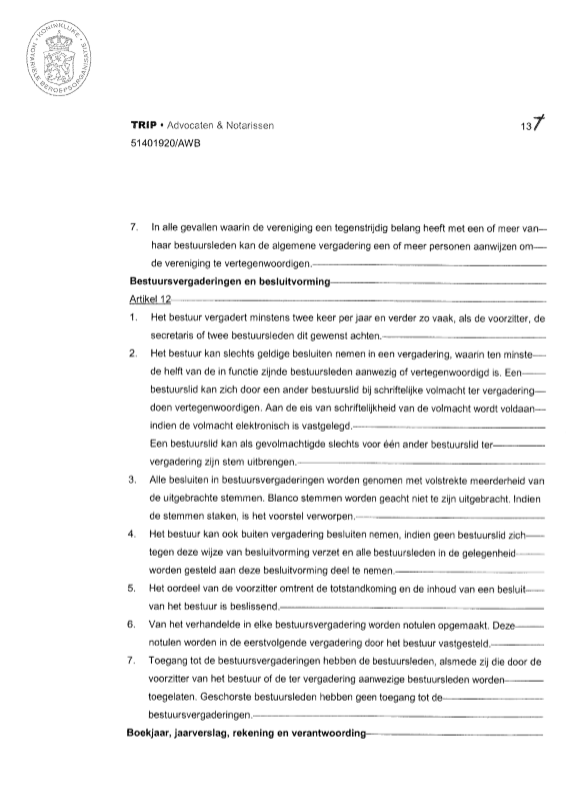 KONINKLIJKE
NOTARIËLE BEROEPSORGANISATIE
TRIP • Advocaten & Notarissen
137
51401920/AWB
7. In alle gevallen waarin de vereniging een tegenstrijdig belang heeft met een of meer van
haar bestuursleden kan de algemene vergadering een of meer personen aanwijzen om
de vereniging te vertegenwoordigen.
Bestuursvergaderingen en besluitvorming
Artikel 12
1. Het bestuur vergadert minstens twee keer per jaar en verder zo vaak, als de voorzitter, de
secretaris of twee bestuursleden dit gewenst achten.
2. Het bestuur kan slechts geldige besluiten nemen in een vergadering, waarin ten minste
de helft van de in functie zijnde bestuursleden aanwezig of vertegenwoordigd is. Een
bestuurslid kan zich door een ander bestuurslid bij schriftelijke volmacht ter vergadering
doen vertegenwoordigen. Aan de eis van schriftelijkheid van de volmacht wordt voldaan
indien de volmacht elektronisch is vastgelegd.
Een bestuurslid kan als gevolmachtigde slechts voor één ander bestuurslid ter
vergadering zijn stem uitbrengen.
3. Alle besluiten in bestuursvergaderingen worden genomen met volstrekte meerderheid van
de uitgebrachte stemmen. Blanco stemmen worden geacht niet te zijn uitgebracht. Indien
de stemmen staken, is het voorstel verworpen.
4. Het bestuur kan ook buiten vergadering besluiten nemen, indien geen bestuurslid zich
tegen deze wijze van besluitvorming verzet en alle bestuursleden in de gelegenheid
worden gesteld aan deze besluitvorming deel te nemen.
5. Het oordeel van de voorzitter omtrent de totstandkoming en de inhoud van een besluit
van het bestuur is beslissend.
6. Van het verhandelde in elke bestuursvergadering worden notulen opgemaakt. Deze
notulen worden in de eerstvolgende vergadering door het bestuur vastgesteld.
7. Toegang tot de bestuursvergaderingen hebben de bestuursleden, alsmede zij die door de
voorzitter van het bestuur of de ter vergadering aanwezige bestuursleden worden
toegelaten. Geschorste bestuursleden hebben geen toegang tot de
bestuursvergaderingen.
Boekjaar, jaarverslag, rekening en verantwoording